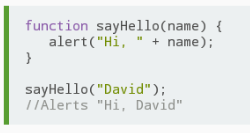 function sayHello(name) {
   alert("Hi, " + name);
}

sayHello("David");
//Alerts "Hi, David"